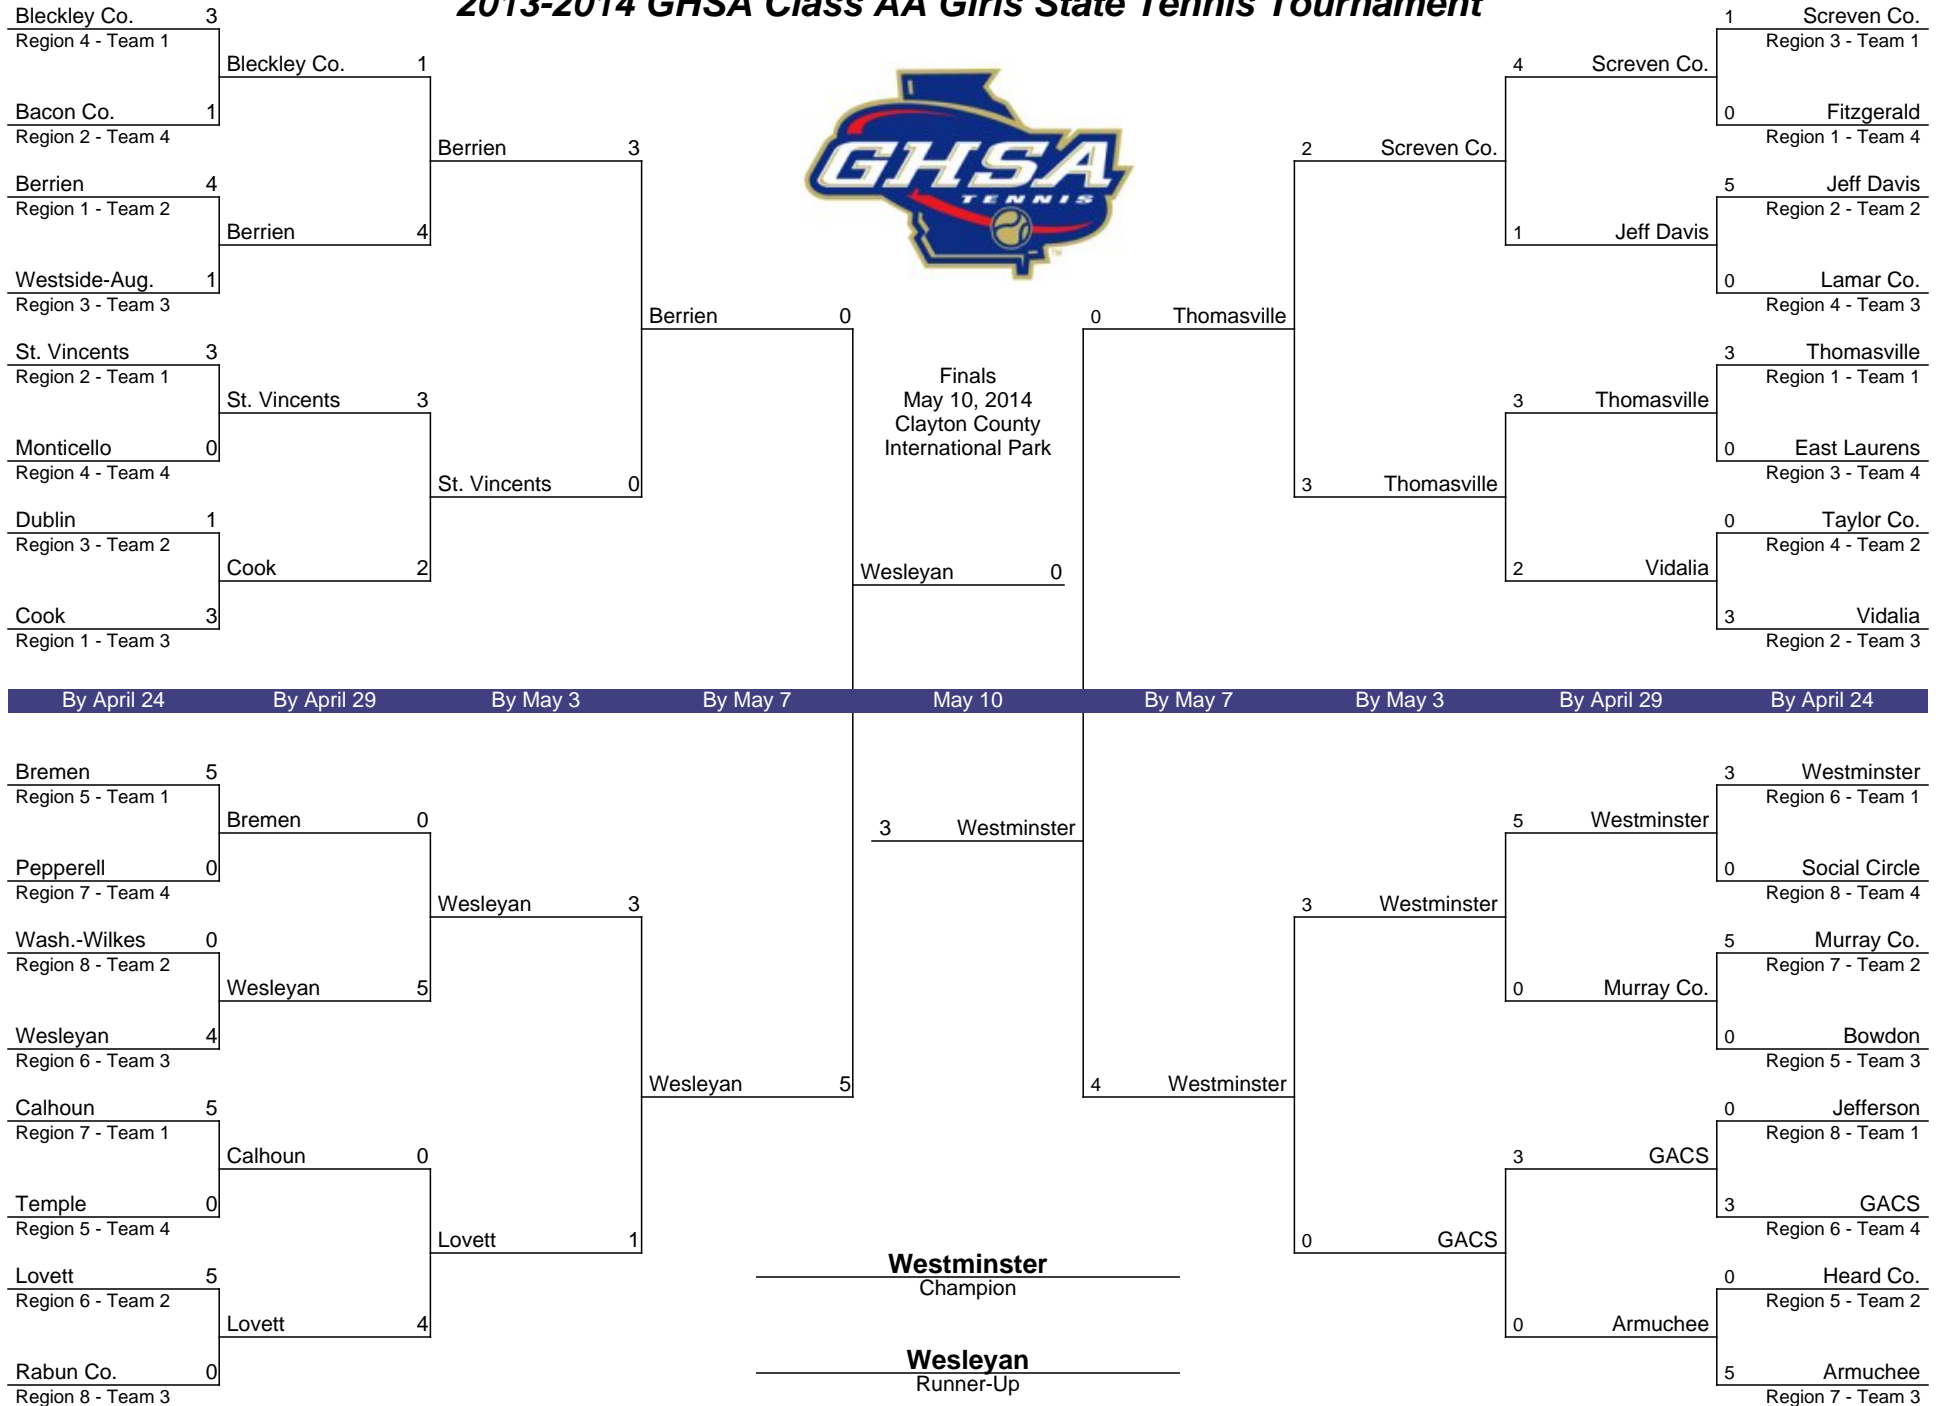 2013-2014 GHSA Class AA Girls State Tennis Tournament
Bleckley Co. 3
Region 4 - Team 1
Bleckley Co. 1
Bacon Co. 1
Region 2 - Team 4
Berrien 3
Berrien 4
Region 1 - Team 2
Berrien 4
Westside-Aug. 1
Region 3 - Team 3
Berrien 0
St. Vincents 3
Region 2 - Team 1
St. Vincents 3
Monticello 0
Region 4 - Team 4
St. Vincents 0
Dublin 1
Region 3 - Team 2
Cook 2
Cook 3
Region 1 - Team 3
GHSA
TENNIS
TM
Finals
May 10, 2014
Clayton County
International Park
Wesleyan 0
1 Screven Co.
Region 3 - Team 1
4 Screven Co.
0 Fitzgerald
Region 1 - Team 4
2 Screven Co.
5 Jeff Davis
Region 2 - Team 2
1 Jeff Davis
0 Lamar Co.
Region 4 - Team 3
0 Thomasville
3 Thomasville
Region 1 - Team 1
3 Thomasville
0 East Laurens
Region 3 - Team 4
3 Thomasville
0 Taylor Co.
Region 4 - Team 2
2 Vidalia
3 Vidalia
Region 2 - Team 3
By April 24 By April 29 By May 3 By May 7 May 10 By May 7 By May 3 By April 29 By April 24
Bremen 5
Region 5 - Team 1
Bremen 0
Pepperell 0
Region 7 - Team 4
Wesleyan 3
Wash.-Wilkes 0
Region 8 - Team 2
Wesleyan 5
Wesleyan 4
Region 6 - Team 3
Wesleyan 5
Calhoun 5
Region 7 - Team 1
Calhoun 0
Temple 0
Region 5 - Team 4
Lovett 1
Lovett 5
Region 6 - Team 2
Lovett 4
Rabun Co. 0
Region 8 - Team 3
3 Westminster
Westminster
Champion
Wesleyan
Runner-Up
3 Westminster
Region 6 - Team 1
5 Westminster
0 Social Circle
Region 8 - Team 4
3 Westminster
5 Murray Co.
Region 7 - Team 2
0 Murray Co.
0 Bowdon
Region 5 - Team 3
4 Westminster
0 Jefferson
Region 8 - Team 1
3 GACS
3 GACS
Region 6 - Team 4
0 GACS
0 Heard Co.
Region 5 - Team 2
0 Armuchee
5 Armuchee
Region 7 - Team 3